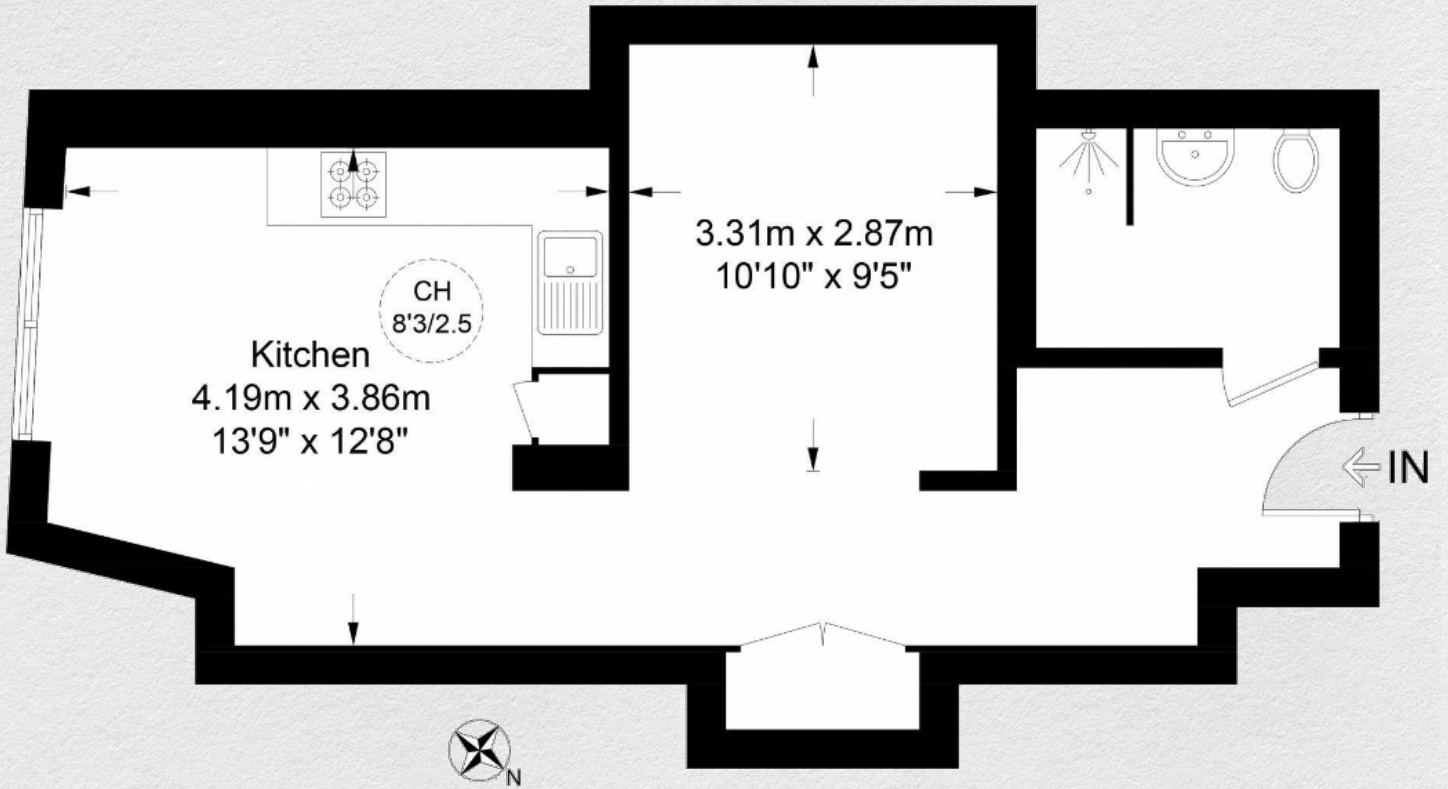 3.31m x 2.87m
10'10" x 9'5"
CH
8'3/2.5
Kitchen
4.19m x 3.86m
13'9" x 12'8"
IN
N